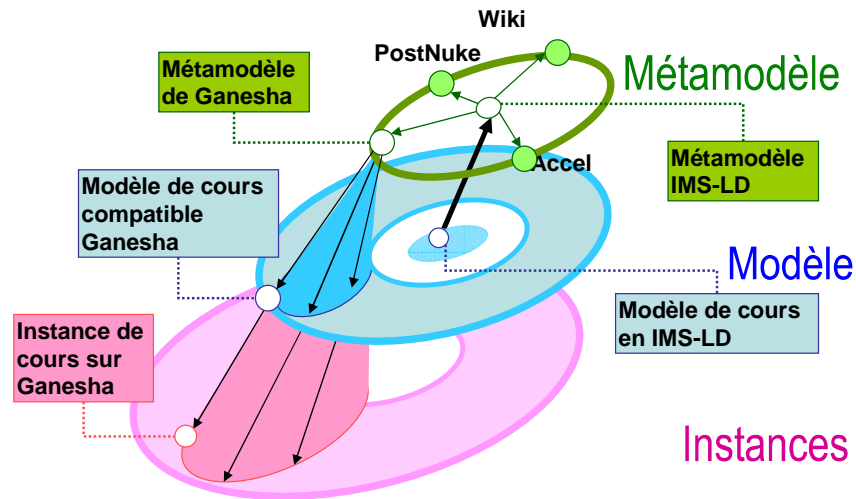 Wiki
PostNuke
Métamodèle
de Ganesha
Métamodèle
Accel
Métamodèle
IMS-LD
Modèle de cours
compatible
Ganesha
Modèle
Modèle de cours
en IMS-LD
Instance de
cours sur
Ganesha
Instances